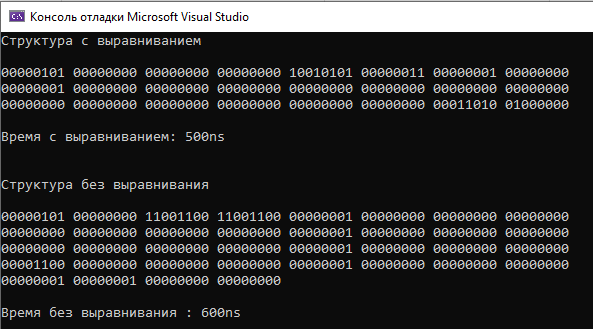 Консоль отладки Microsoft Visual Studio
Структура с выравниванием
00000101 00000000 00000000 00000000 10010101 00000011 00000001 00000000
00000001 00000000 00000000 00000000 00000000 00000000 00000000 00000000
00000000 00000000 00000000 00000000 00000000 00000000 00011010 01000000
Время с выравниванием: 500ns
Структура без выравнивания
00000101 00000000 11001100 11001100 00000001 00000000 00000000 00000000
00000000 00000000 00000000 00000000 00000001 00000000 00000000 00000000
00000000 00000000 00000000 00000000 00000001 00000000 00000000 00000000
00001100 00000000 00000000 00000000 00000001 00000000 00000000 00000000
00000001 00000001 00000000 00000000
Время без выравнивания : 600ns